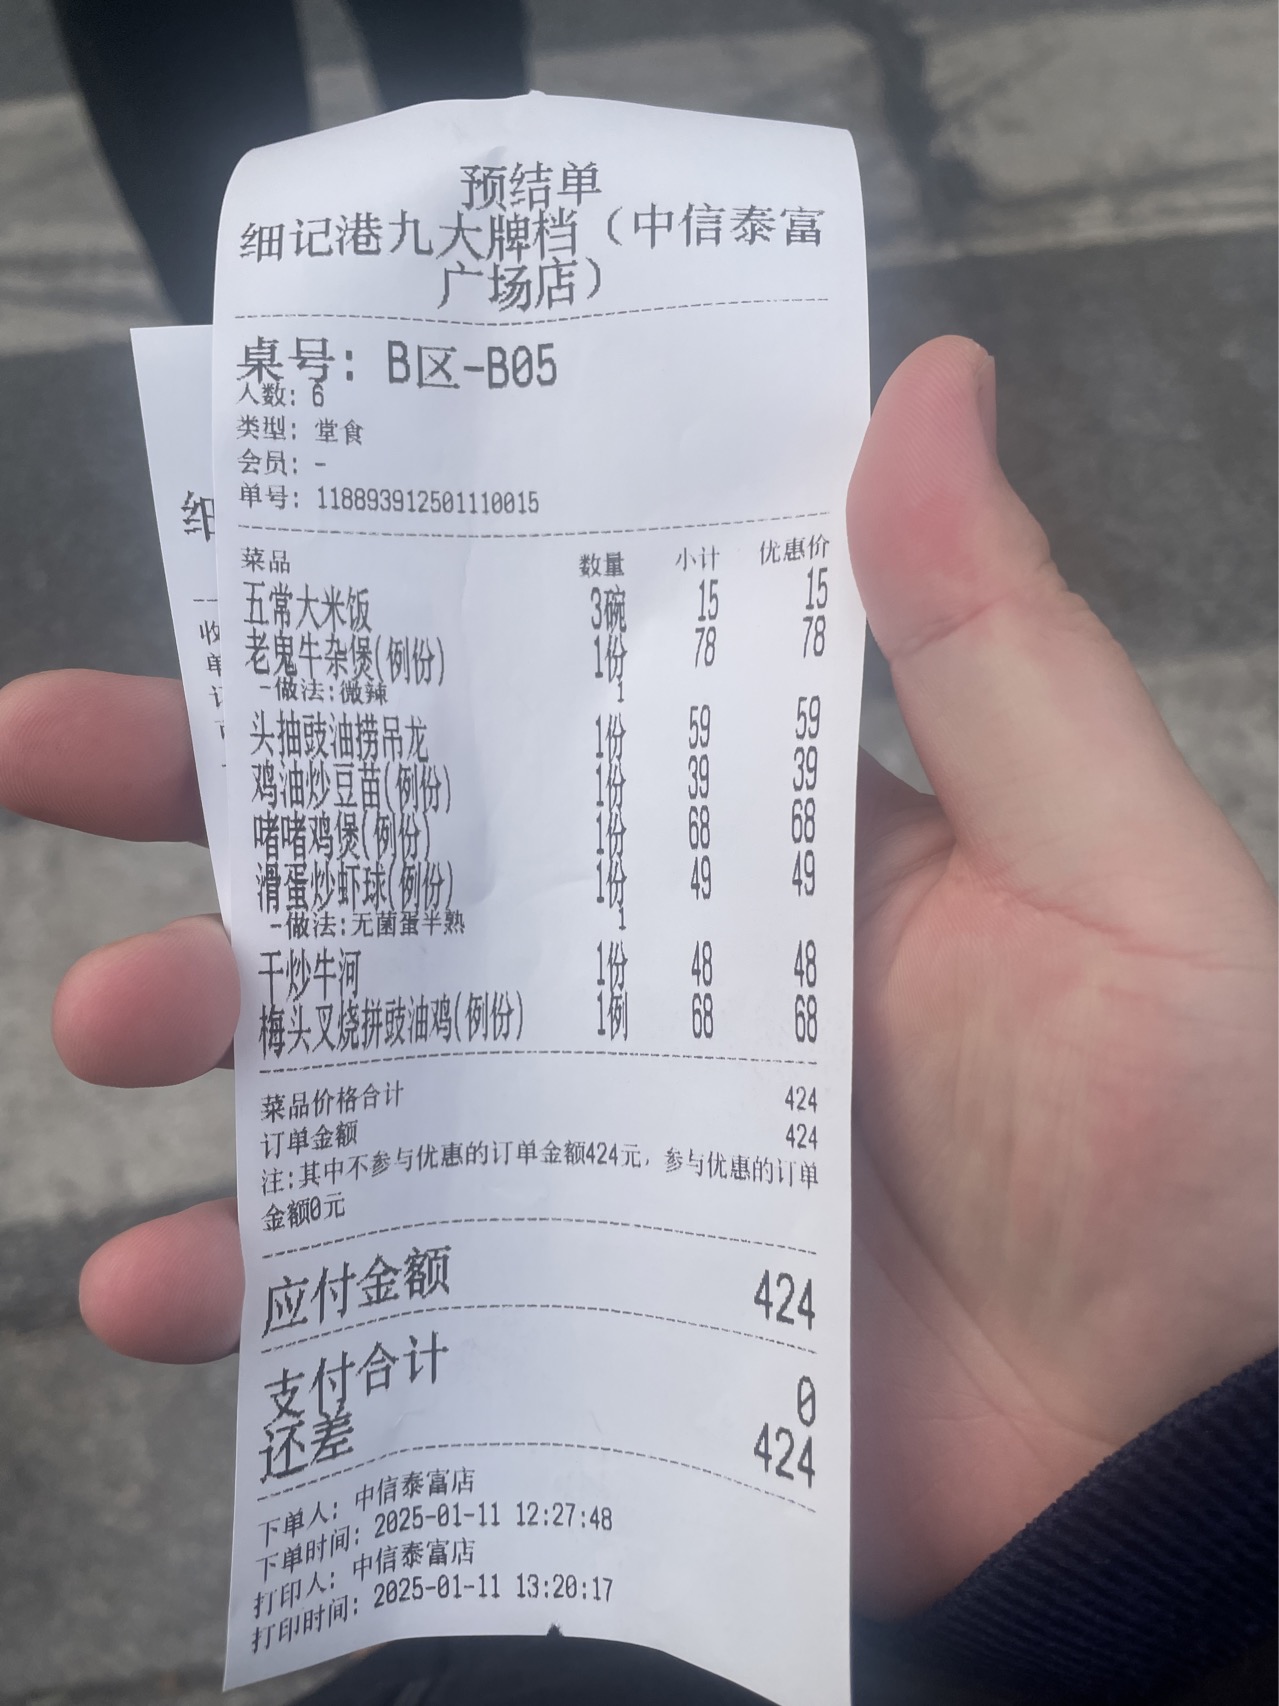 预结单
细记港九大牌档（中信泰富
广场店）
桌号: B区-B05
人数: 6
类型: 堂食
会员: -
单号: 118893912501110015
菜品 数量 小计 优惠价
五常大米饭 3碗 15 15
老鬼牛杂煲(例份) 1份 78 78
-做法:微辣 1
头抽豉油捞吊龙 1份 59 59
鸡油炒豆苗(例份) 1份 39 39
啫啫鸡煲(例份) 1份 68 68
滑蛋炒虾球(例份) 1份 49 49
-做法:无菌蛋半熟 1
干炒牛河 1份 48 48
梅头叉烧拼豉油鸡(例份) 1例 68 68
菜品价格合计 424
订单金额 424
注:其中不参与优惠的订单金额424元，参与优惠的订单
金额0元
应付金额 424
支付合计 0
还差 424
下单人: 中信泰富店
下单时间: 2025-01-11 12:27:48
打印人: 中信泰富店
打印时间: 2025-01-11 13:20:17
细
收
单